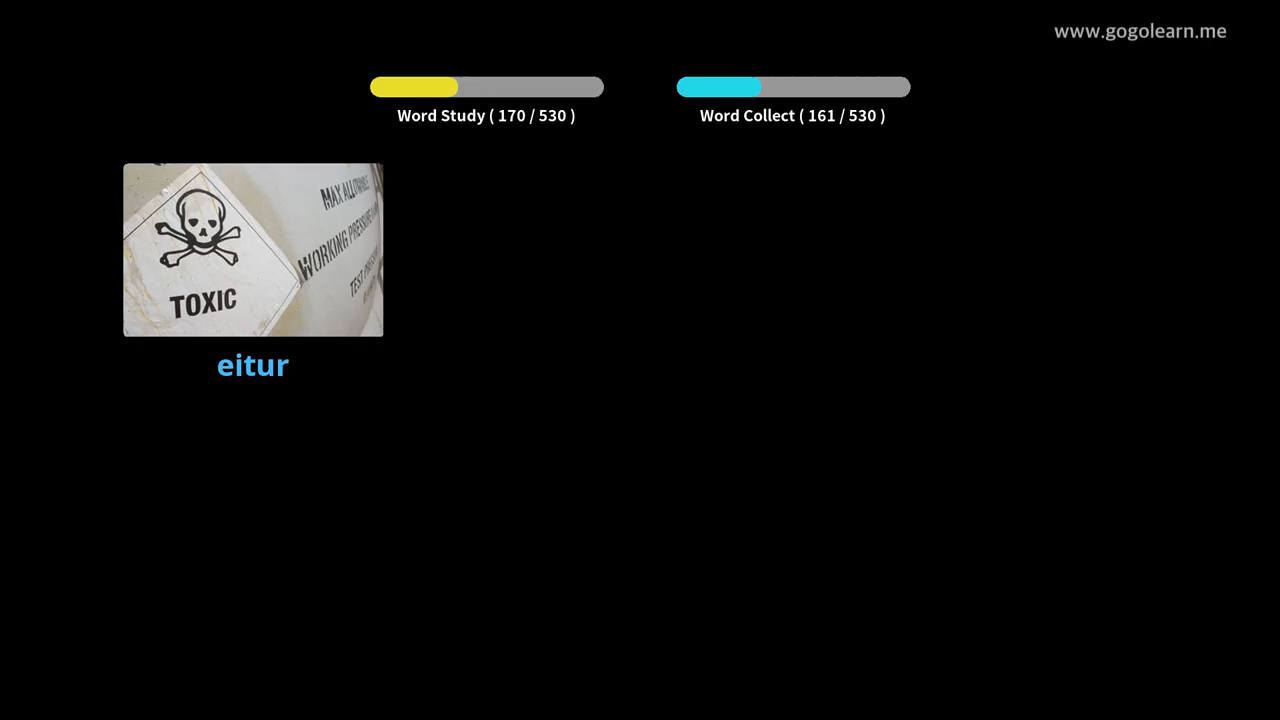 www.gogolearn.me
Word Study ( 170 / 530 )
Word Collect ( 161 / 530 )
MAX ALLOWABLE
WORKING PRESSURE
TOXIC
TEST
eitur